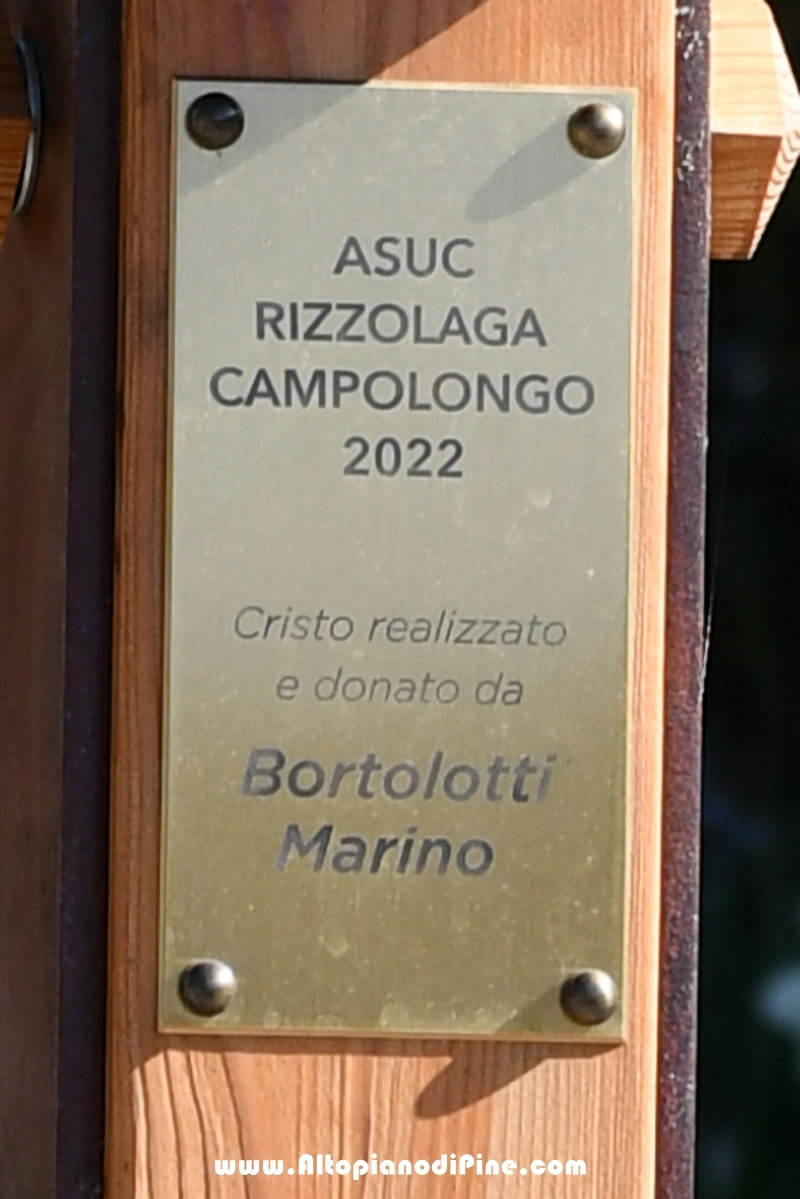 ASUC
RIZZOLAGA
CAMPOLONGO
2022
Cristo realizzato
e donato da
Bortolotti
Marino
www.AltopianodiPine.com